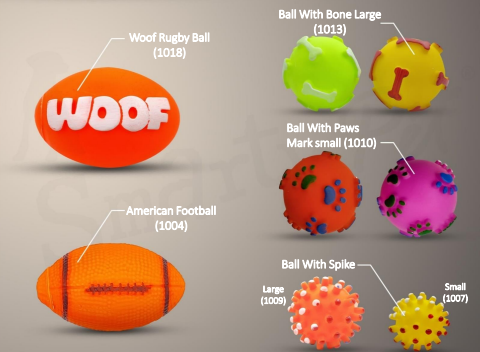 Woof Rugby Ball
(1018)
WOOF
American Football
(1004)
Ball With Bone Large
(1013)
Ball With Paws
Mark small (1010)
Ball With Spike
Large
(1009)
Small
(1007)